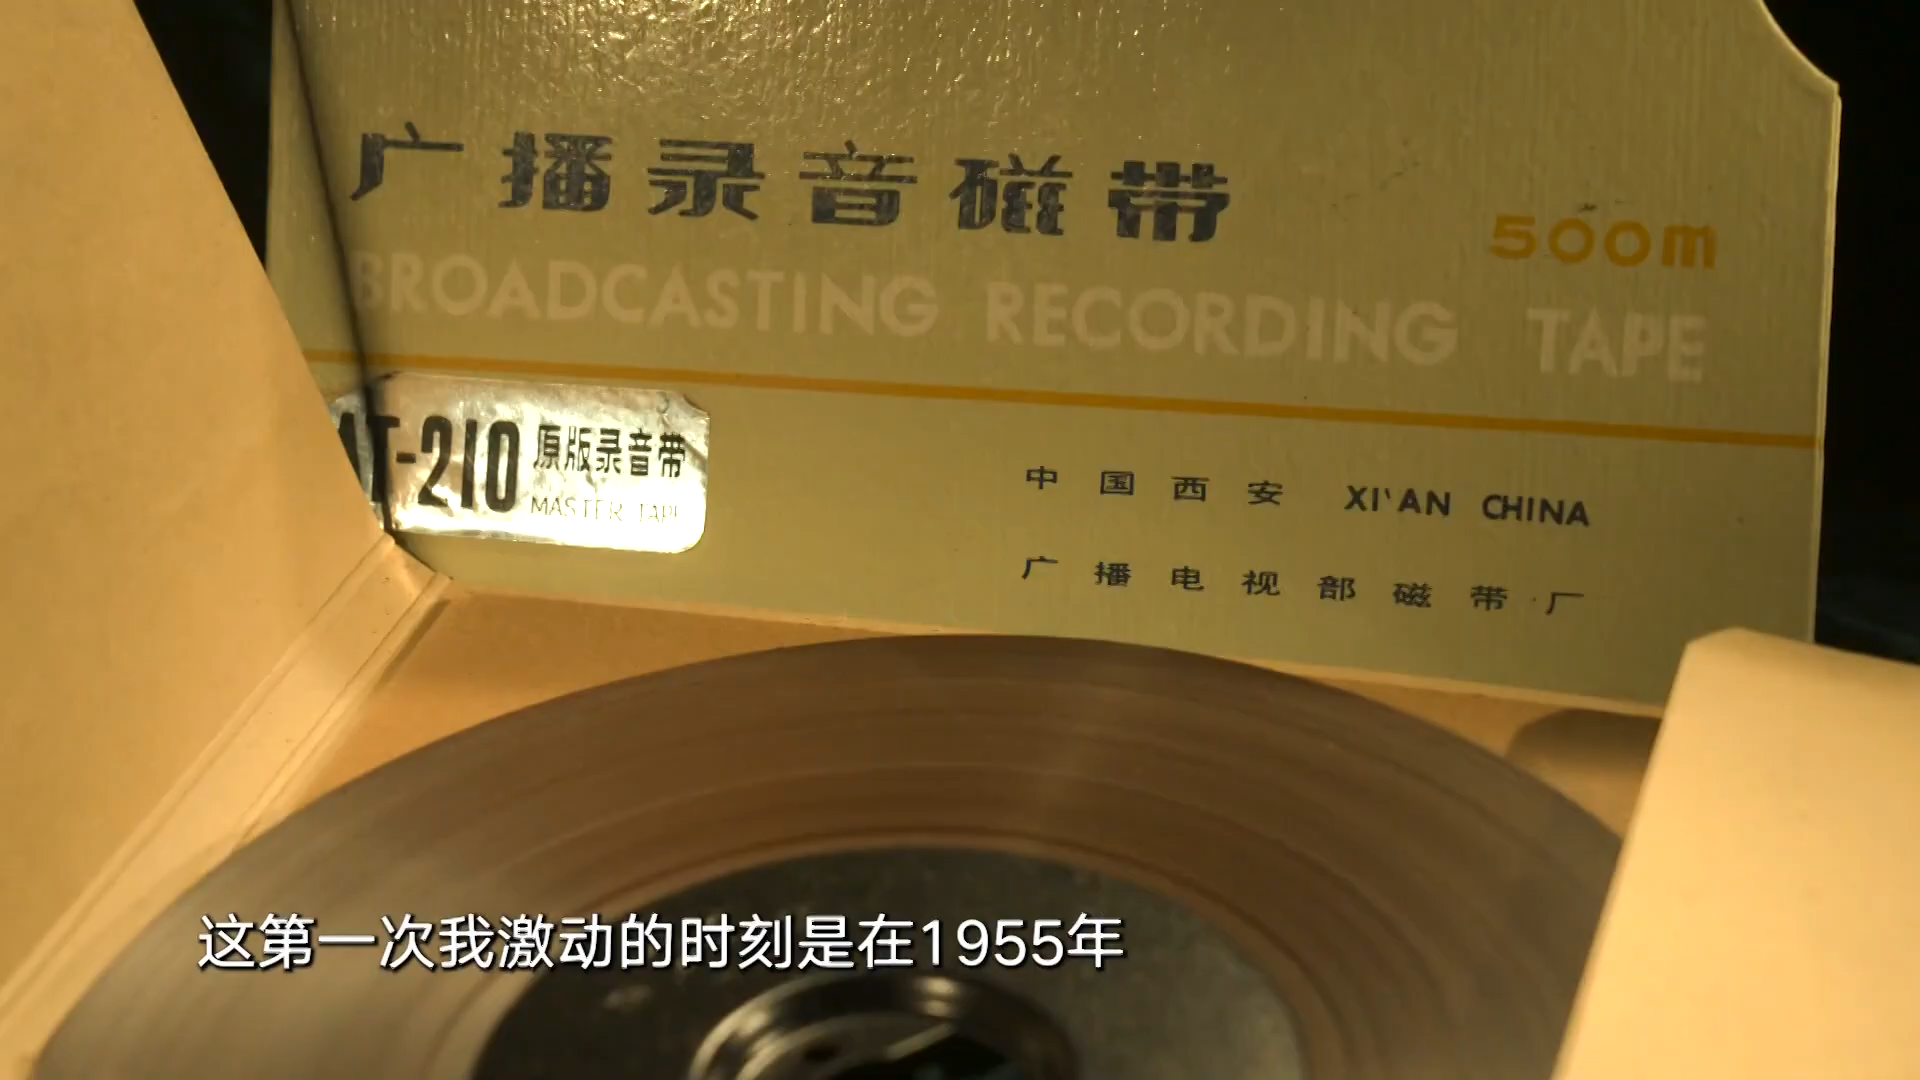 广播录音磁带
500m
BROADCASTING RECORDING TAPE
T-210 原版录音带
MASTER TAPE
中国西安 XI'AN CHINA
广播电视部磁带厂
这第一次我激动的时刻是在1955年